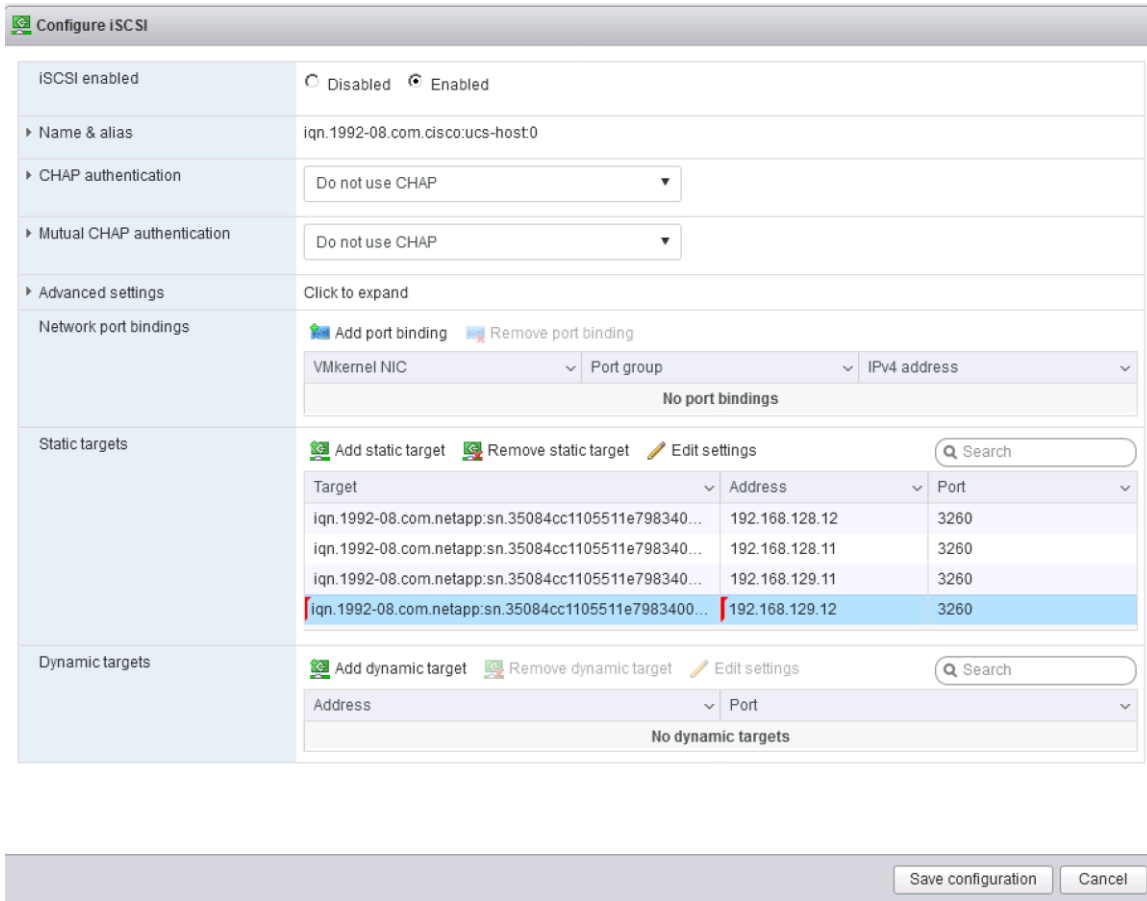 Configure iSCSI
iSCSI enabled Disabled Enabled
Name & alias iqn.1992-08.com.cisco:ucs-host:0
CHAP authentication Do not use CHAP
Mutual CHAP authentication Do not use CHAP
Advanced settings Click to expand
Network port bindings Add port binding Remove port binding
VMkernel NIC Port group IPv4 address
No port bindings
Static targets Add static target Remove static target Edit settings Search
Target Address Port
iqn.1992-08.com.netapp:sn.35084cc1105511e798340... 192.168.128.12 3260
iqn.1992-08.com.netapp:sn.35084cc1105511e798340... 192.168.128.11 3260
iqn.1992-08.com.netapp:sn.35084cc1105511e798340... 192.168.129.11 3260
iqn.1992-08.com.netapp:sn.35084cc1105511e7983400... 192.168.129.12 3260
Dynamic targets Add dynamic target Remove dynamic target Edit settings Search
Address Port
No dynamic targets
Save configuration Cancel